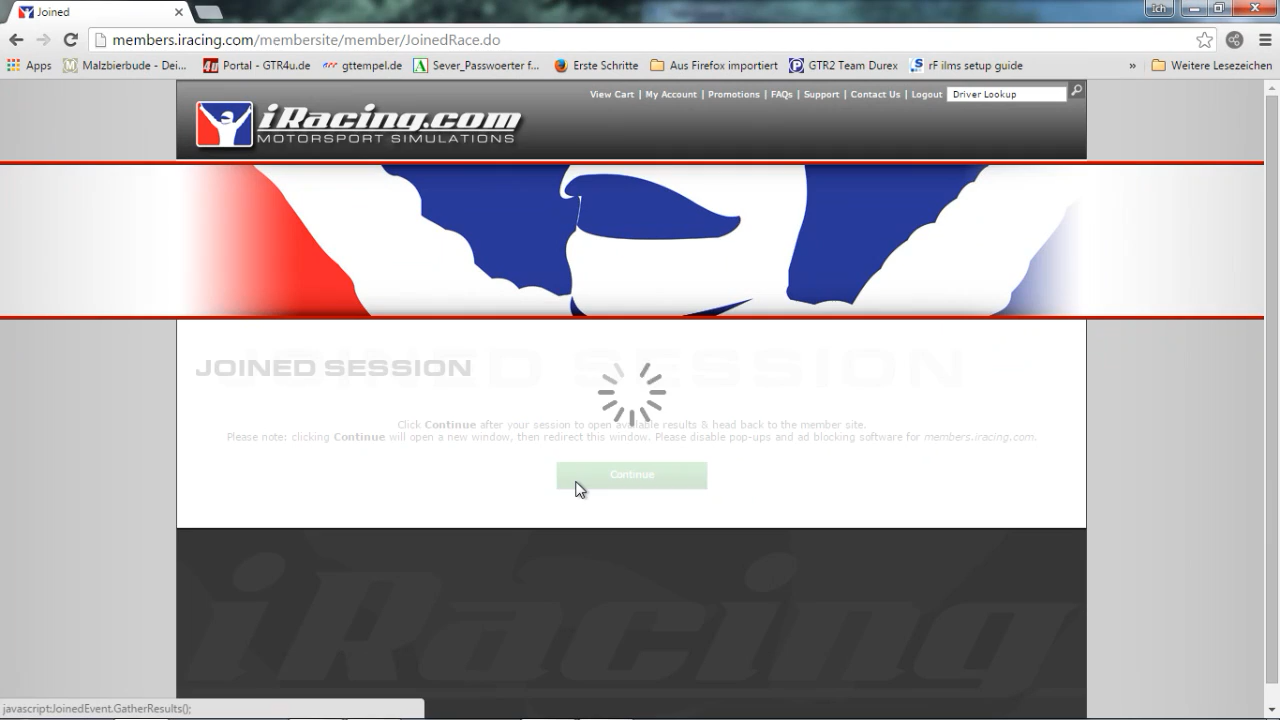 Joined
Ich
members.iracing.com/membersite/member/JoinedRace.do
Apps
Malzbierbude - Dei...
Portal - GTR4u.de
gttempel.de
Sever_Passwoerter f...
Erste Schritte
Aus Firefox importiert
GTR2 Team Durex
rF ilms setup guide
»
Weitere Lesezeichen
View Cart | My Account | Promotions | FAQs | Support | Contact Us | Logout
Driver Lookup
iRacing.com
MOTORSPORT SIMULATIONS
JOINED SESSION
JOINED SESSION
Click Continue after your session to open available results & head back to the member site.
Please note: clicking Continue will open a new window, then redirect this window. Please disable pop-ups and ad blocking software for members.iracing.com.
Continue
iRacing
javascript:JoinedEvent.GatherResults();